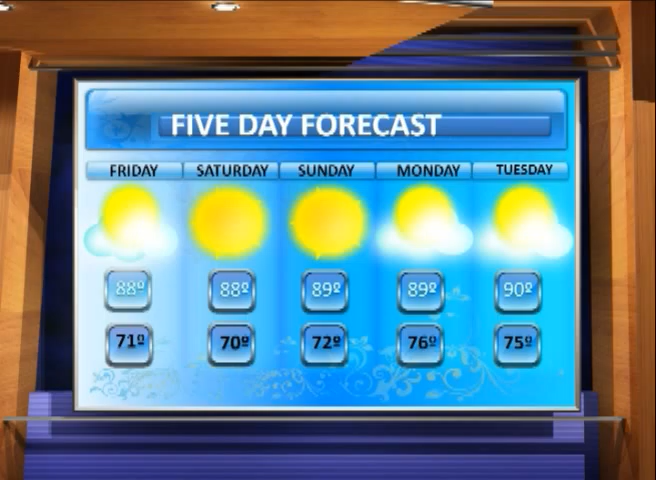 FIVE DAY FORECAST
FRIDAY SATURDAY SUNDAY MONDAY TUESDAY
88º 88º 89º 89º 90º
71º 70º 72º 76º 75º